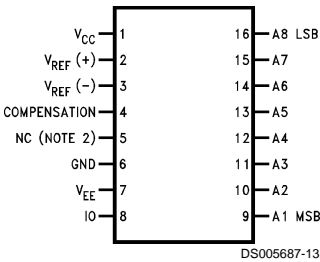 V_CC 1 16 A8 LSB
V_REF (+) 2 15 A7
V_REF (−) 3 14 A6
COMPENSATION 4 13 A5
NC (NOTE 2) 5 12 A4
GND 6 11 A3
V_EE 7 10 A2
IO 8 9 A1 MSB
DS005687-13